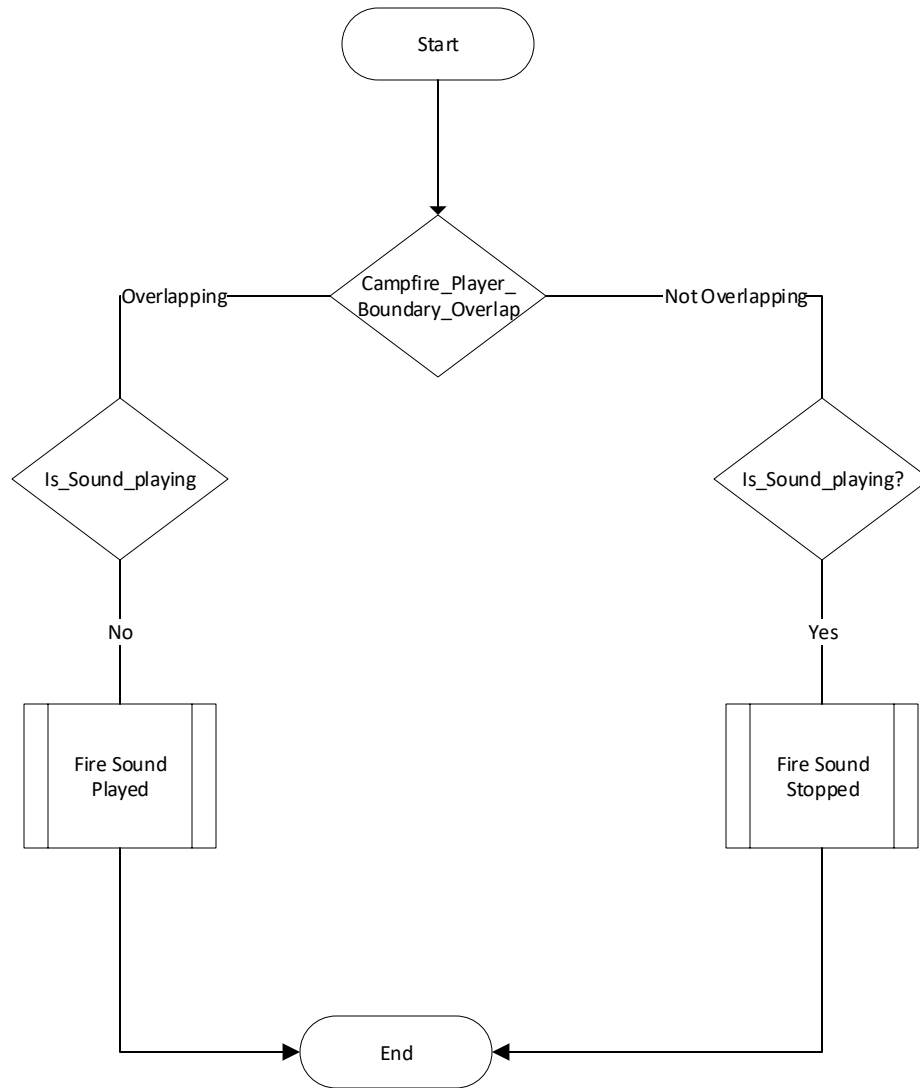 Start
Campfire_Player_
Boundary_Overlap
Overlapping
Not Overlapping
Is_Sound_playing
Is_Sound_playing?
No
Yes
Fire Sound
Played
Fire Sound
Stopped
End